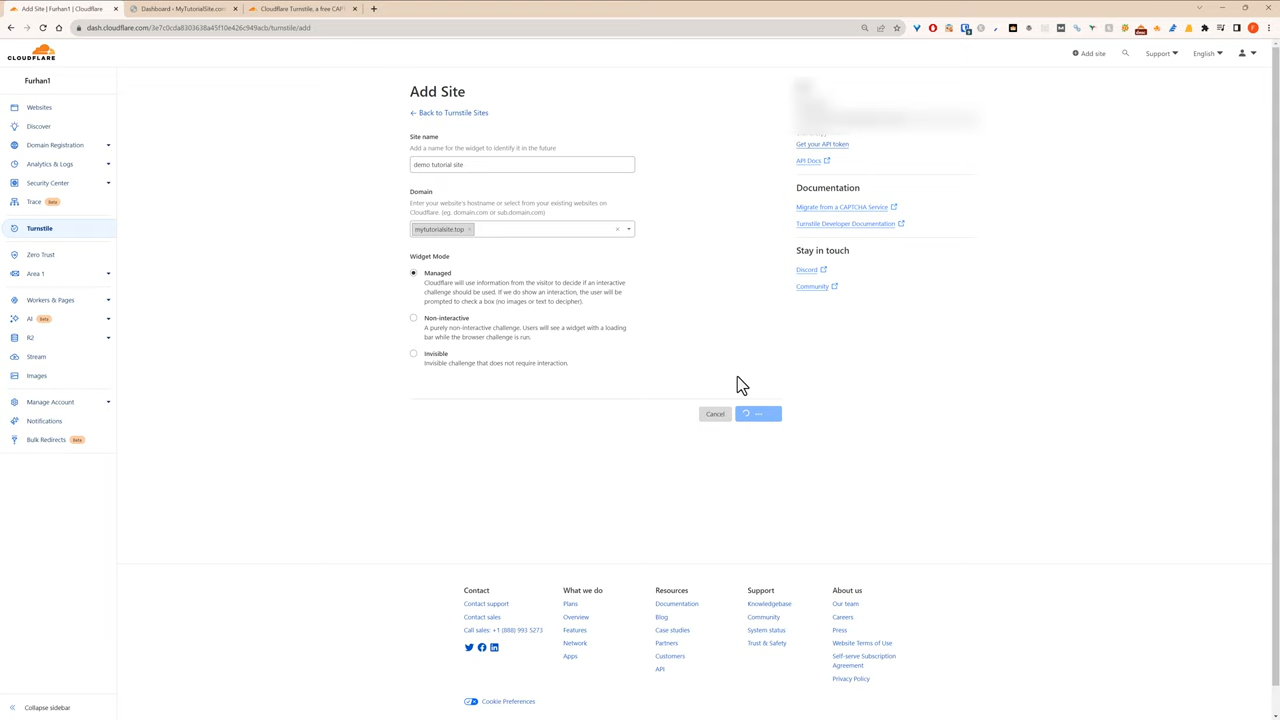 Add Site | Furhan1 | Cloudflare
Dashboard ‹ MyTutorialSite.com
Cloudflare Turnstile, a free CAPT
dash.cloudflare.com/3e7c0cda8303638a45f10e426c949acb/turnstile/add
CLOUDFLARE
Add site
Support
English
Furhan1
Websites
Discover
Domain Registration
Analytics & Logs
Security Center
Trace Beta
Turnstile
Zero Trust
Area 1
Workers & Pages
AI Beta
R2
Stream
Images
Manage Account
Notifications
Bulk Redirects Beta
Collapse sidebar
Add Site
← Back to Turnstile Sites
Site name
Add a name for the widget to identify it in the future
demo tutorial site
Domain
Enter your website's hostname or select from your existing websites on
Cloudflare. (eg. domain.com or sub.domain.com)
mytutorialsite.top ×
Widget Mode
Managed
Cloudflare will use information from the visitor to decide if an interactive
challenge should be used. If we do show an interaction, the user will be
prompted to check a box (no images or text to decipher).
Non-interactive
A purely non-interactive challenge. Users will see a widget with a loading
bar while the browser challenge is run.
Invisible
Invisible challenge that does not require interaction.
Cancel
Get your API token
API Docs
Documentation
Migrate from a CAPTCHA Service
Turnstile Developer Documentation
Stay in touch
Discord
Community
Contact
Contact support
Contact sales
Call sales: +1 (888) 993 5273
What we do
Plans
Overview
Features
Network
Apps
Resources
Documentation
Blog
Case studies
Partners
Customers
API
Support
Knowledgebase
Community
System status
Trust & Safety
About us
Our team
Careers
Press
Website Terms of Use
Self-serve Subscription
Agreement
Privacy Policy
Cookie Preferences